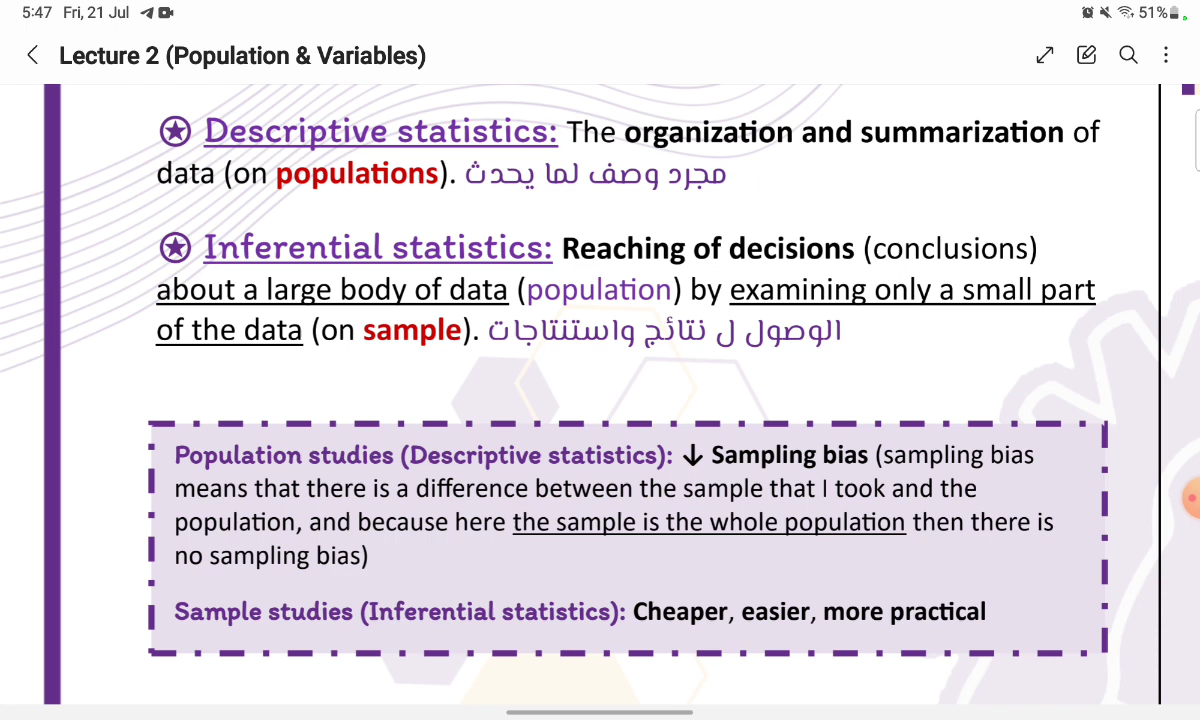 5:47 Fri, 21 Jul 51%
Lecture 2 (Population & Variables)
Descriptive statistics: The organization and summarization of
data (on populations). مجرد وصف لما يحدث
Inferential statistics: Reaching of decisions (conclusions)
about a large body of data (population) by examining only a small part
of the data (on sample). الوصول ل نتائج واستنتاجات
Population studies (Descriptive statistics): ↓ Sampling bias (sampling bias
means that there is a difference between the sample that I took and the
population, and because here the sample is the whole population then there is
no sampling bias)
Sample studies (Inferential statistics): Cheaper, easier, more practical